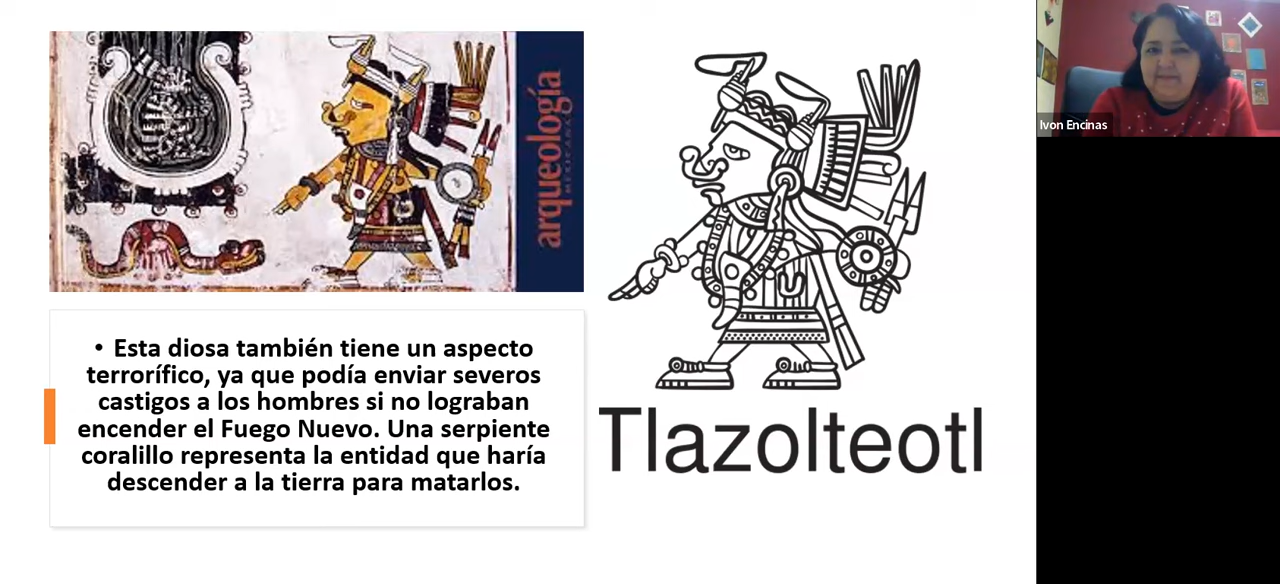 arqueología
MEXICANA
• Esta diosa también tiene un aspecto
terrorífico, ya que podía enviar severos
castigos a los hombres si no lograban
encender el Fuego Nuevo. Una serpiente
coralillo representa la entidad que haría
descender a la tierra para matarlos.
Tlazolteotl
Ivon Encinas